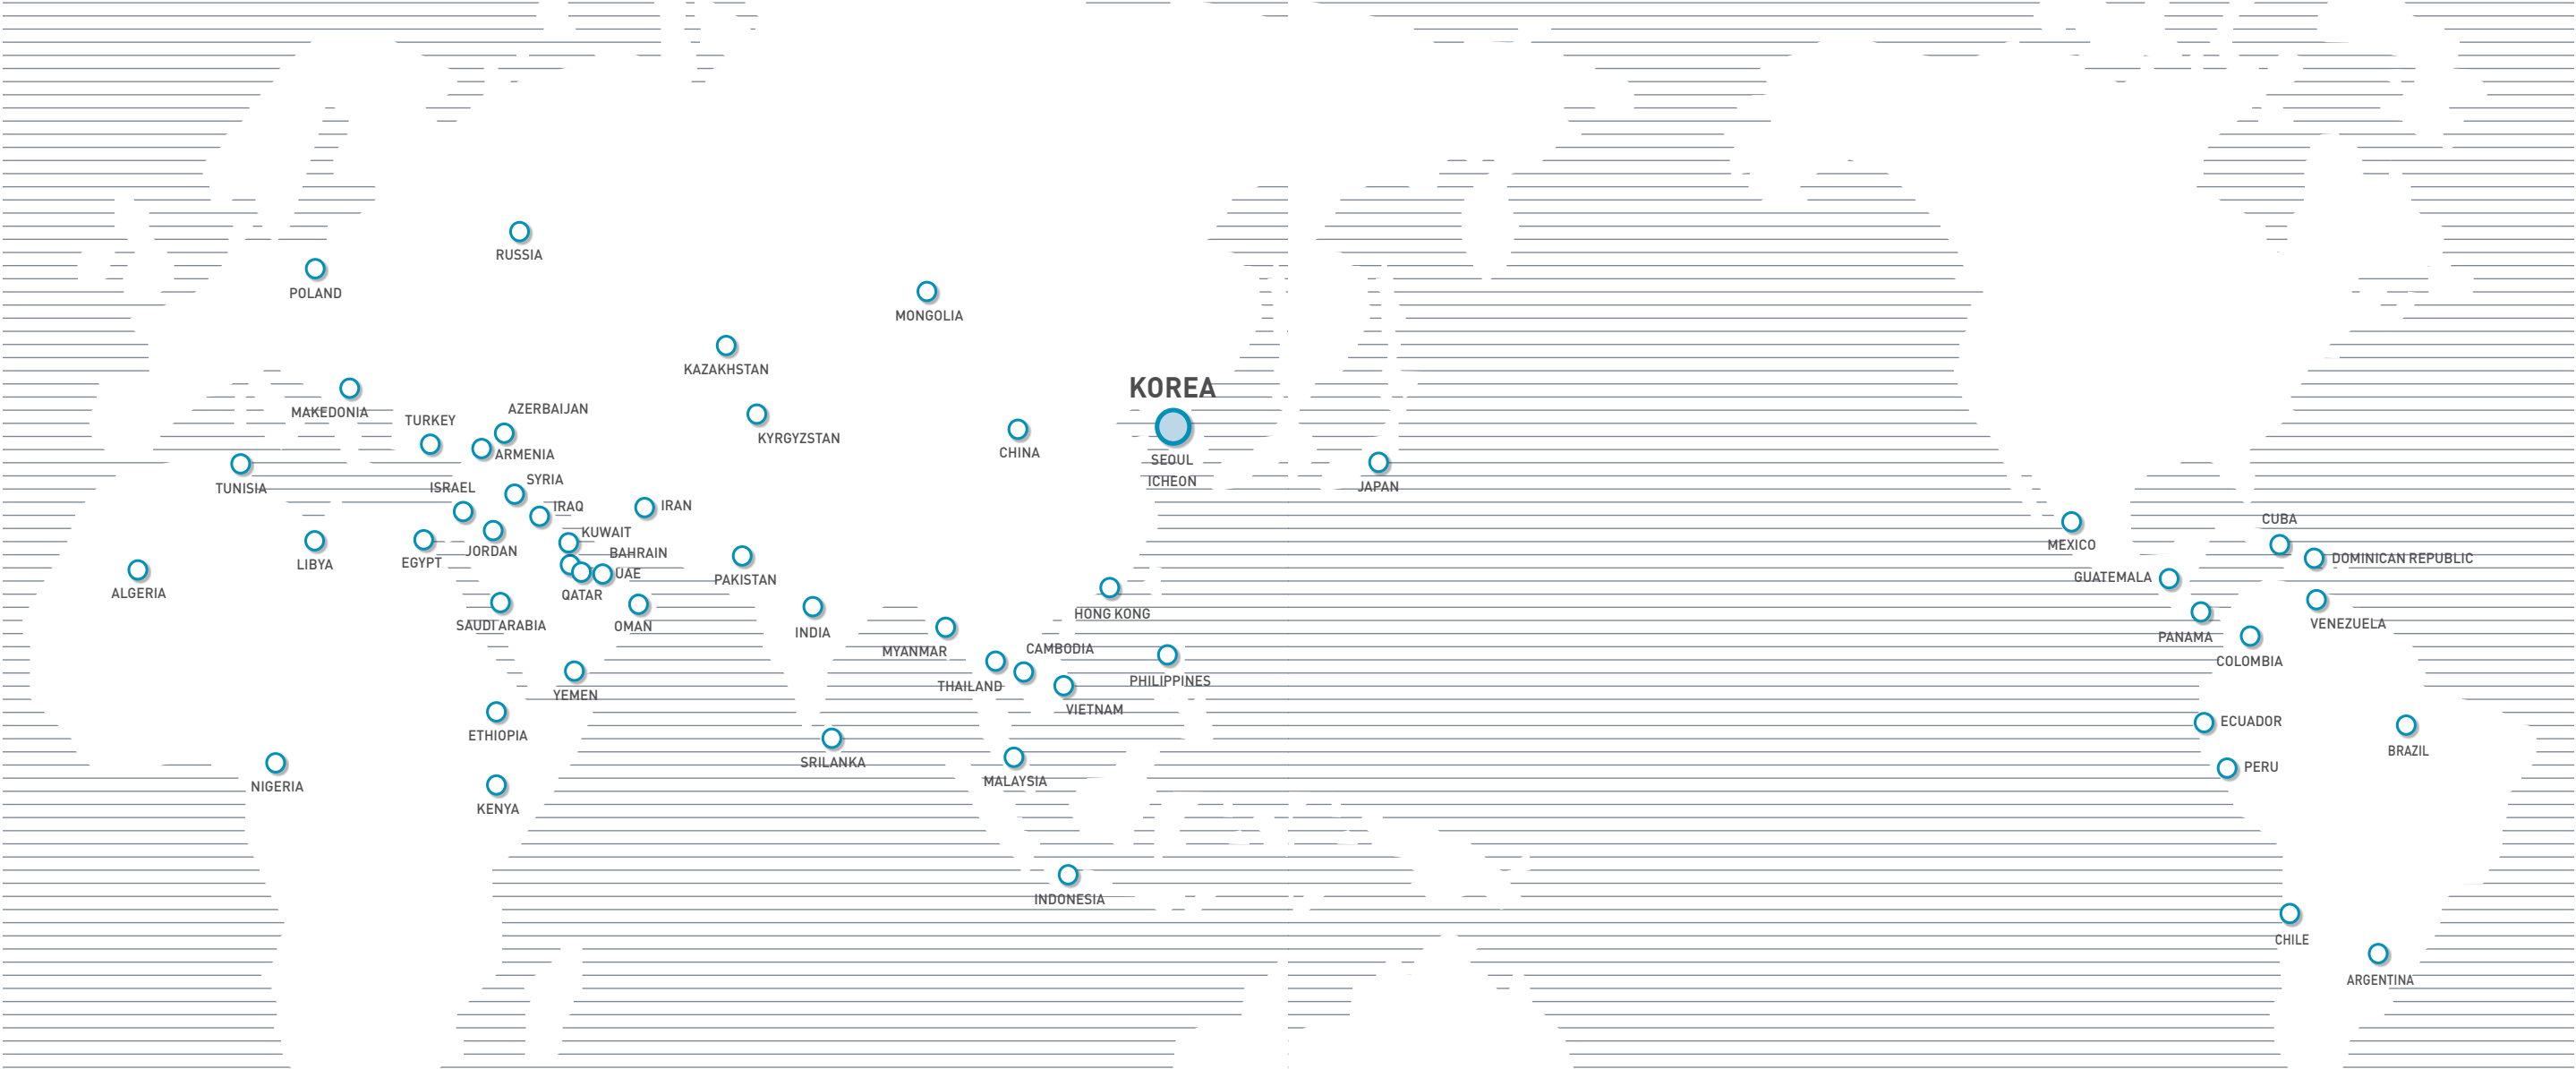 RUSSIA
POLAND
MONGOLIA
KAZAKHSTAN
KOREA
MAKEDONIA
AZERBAIJAN
TURKEY
KYRGYZSTAN
CHINA
ARMENIA
SEOUL
ICHEON
SYRIA
TUNISIA
ISRAEL
JAPAN
IRAQ
IRAN
CUBA
KUWAIT
MEXICO
JORDAN
BAHRAIN
DOMINICAN REPUBLIC
EGYPT
LIBYA
UAE
GUATEMALA
PAKISTAN
ALGERIA
QATAR
HONG KONG
SAUDI ARABIA
OMAN
VENEZUELA
INDIA
PANAMA
CAMBODIA
MYANMAR
COLOMBIA
PHILIPPINES
THAILAND
YEMEN
VIETNAM
ECUADOR
ETHIOPIA
BRAZIL
SRILANKA
PERU
MALAYSIA
NIGERIA
KENYA
INDONESIA
CHILE
ARGENTINA